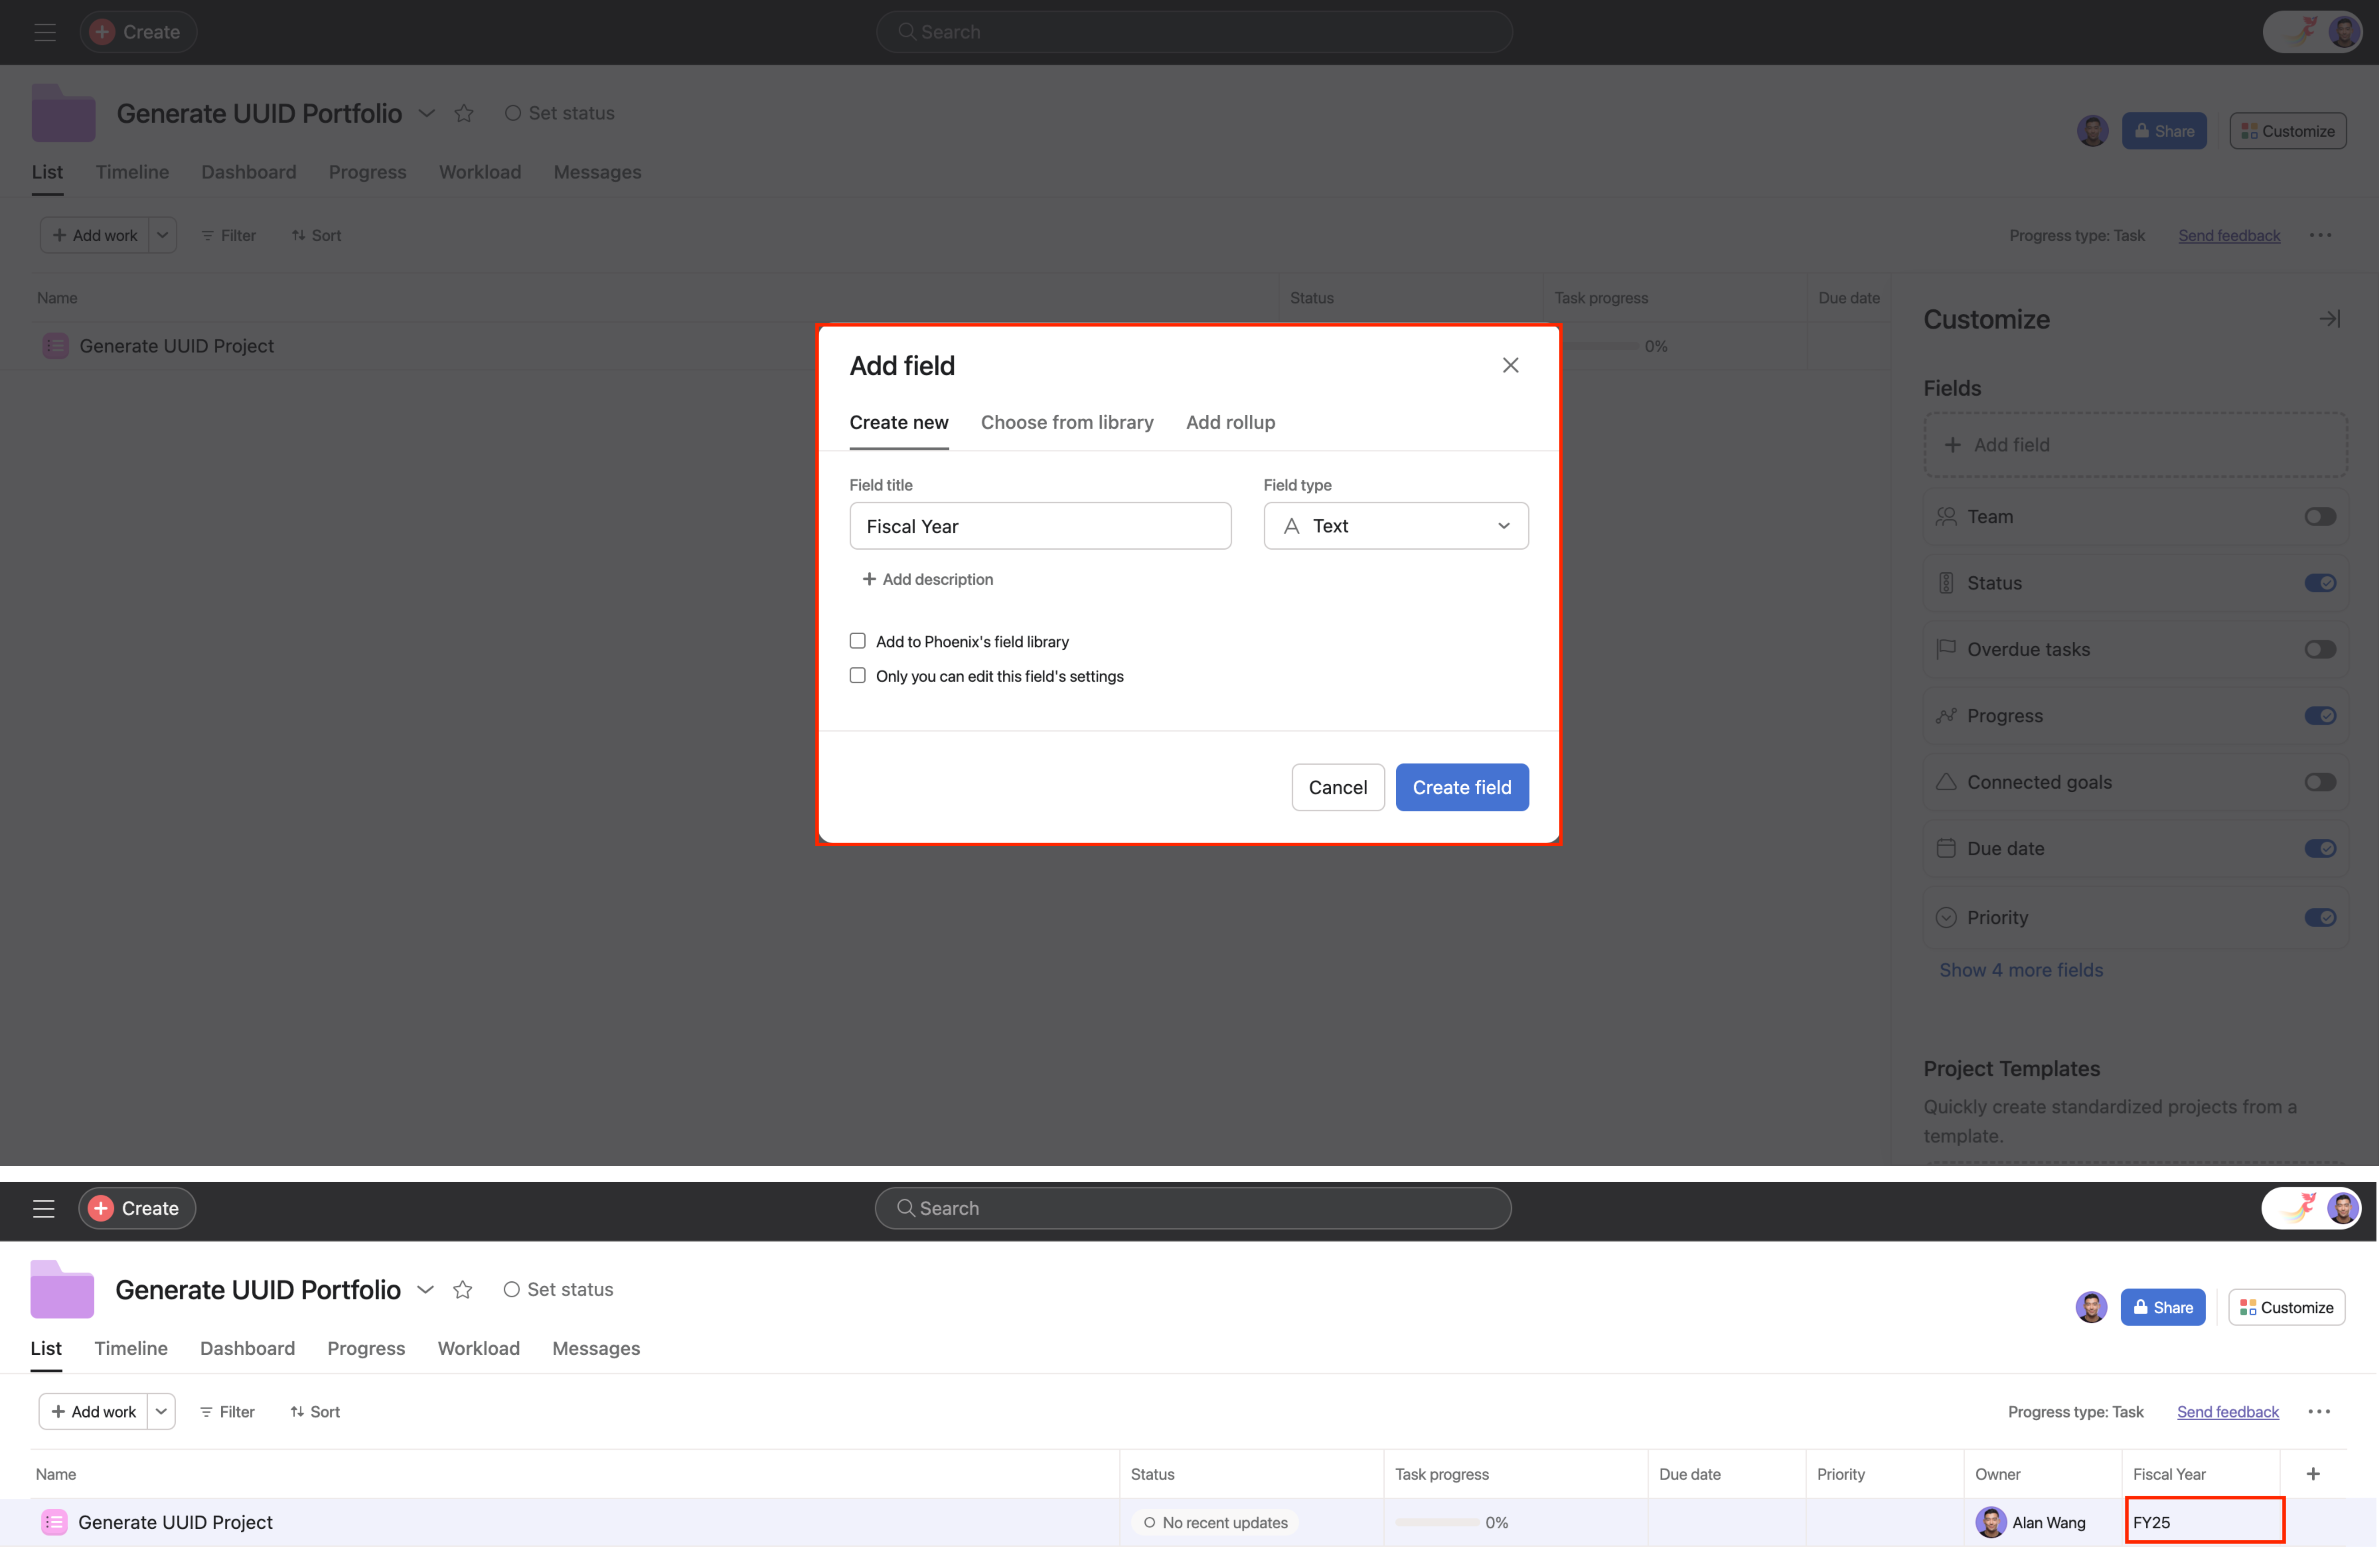 Create
Search
Generate UUID Portfolio
Set status
Share
Customize
List Timeline Dashboard Progress Workload Messages
Add work Filter Sort
Progress type: Task Send feedback
Name Status Task progress Due date
Generate UUID Project
0%
Add field
Create new Choose from library Add rollup
Field title Field type
Fiscal Year Text
Add description
Add to Phoenix's field library
Only you can edit this field's settings
Cancel Create field
Customize
Fields
Add field
Team
Status
Overdue tasks
Progress
Connected goals
Due date
Priority
Show 4 more fields
Project Templates
Quickly create standardized projects from a
template.
Create
Search
Generate UUID Portfolio
Set status
Share
Customize
List Timeline Dashboard Progress Workload Messages
Add work Filter Sort
Progress type: Task Send feedback
Name Status Task progress Due date Priority Owner Fiscal Year
Generate UUID Project No recent updates 0% Alan Wang FY25